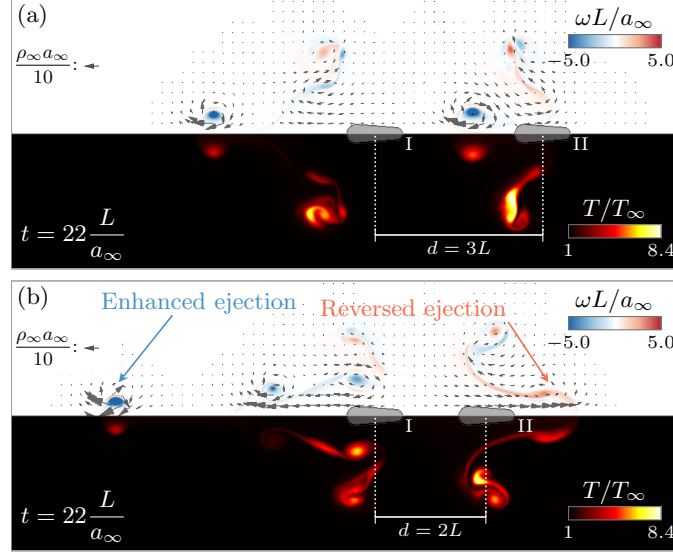 (a)
ωL/a∞
−5.0 5.0
ρ∞a∞/10 :
I
II
t = 22 L/a∞
d = 3L
T/T∞
1 8.4
(b)
Enhanced ejection
Reversed ejection
ωL/a∞
−5.0 5.0
ρ∞a∞/10 :
I
II
t = 22 L/a∞
d = 2L
T/T∞
1 8.4